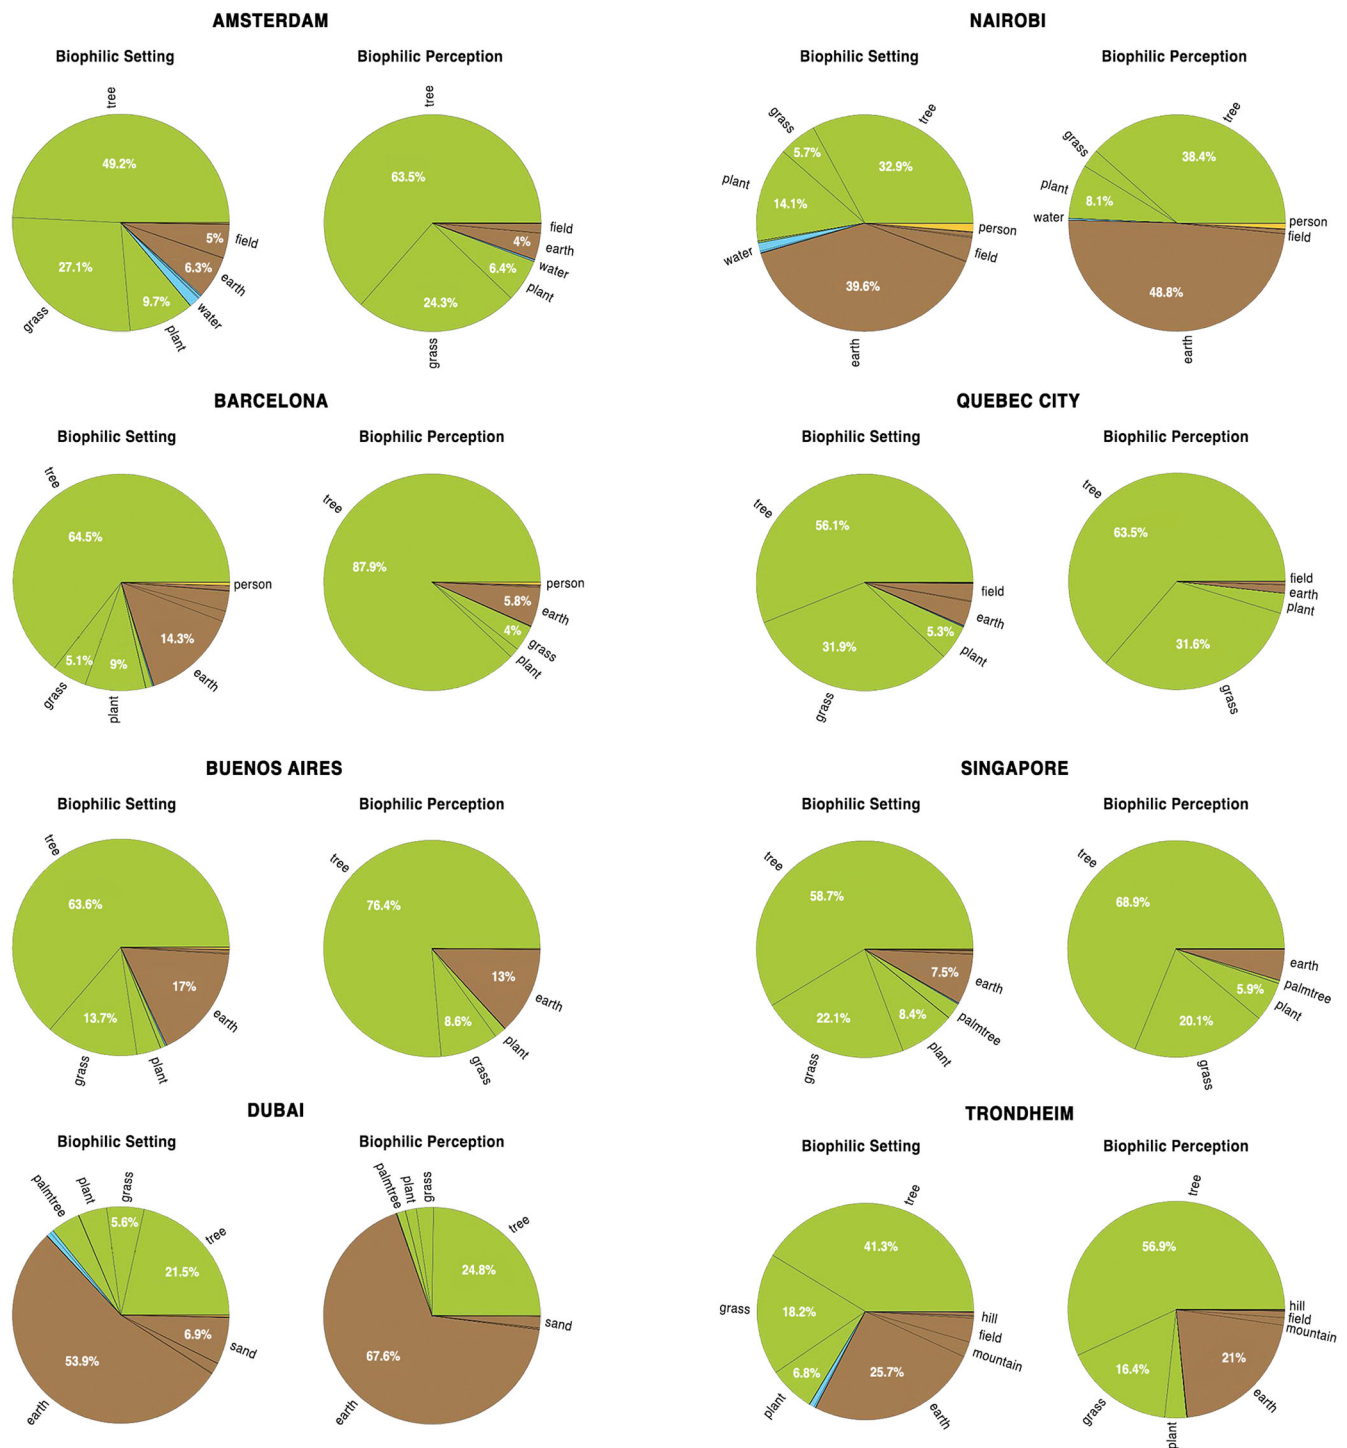 AMSTERDAM
Biophilic Setting
tree
49.2%
5%
field
6.3%
earth
water
9.7%
plant
27.1%
grass
Biophilic Perception
tree
63.5%
field
4%
earth
water
6.4%
plant
24.3%
grass
NAIROBI
Biophilic Setting
tree
32.9%
grass
5.7%
plant
14.1%
water
person
field
39.6%
earth
Biophilic Perception
tree
38.4%
grass
plant
8.1%
water
person
field
48.8%
earth
BARCELONA
Biophilic Setting
tree
64.5%
person
14.3%
earth
5.1%
grass
9%
plant
Biophilic Perception
tree
87.9%
person
5.8%
earth
4%
grass
plant
QUEBEC CITY
Biophilic Setting
tree
56.1%
field
earth
5.3%
plant
31.9%
grass
Biophilic Perception
tree
63.5%
field
earth
plant
31.6%
grass
BUENOS AIRES
Biophilic Setting
tree
63.6%
17%
earth
13.7%
grass
plant
Biophilic Perception
tree
76.4%
13%
earth
8.6%
plant
grass
SINGAPORE
Biophilic Setting
tree
58.7%
7.5%
earth
palmtree
8.4%
plant
22.1%
grass
Biophilic Perception
tree
68.9%
earth
palmtree
5.9%
plant
20.1%
grass
DUBAI
Biophilic Setting
palmtree
plant
grass
5.6%
tree
21.5%
6.9%
sand
53.9%
earth
Biophilic Perception
palmtree
plant
grass
tree
24.8%
sand
67.6%
earth
TRONDHEIM
Biophilic Setting
tree
41.3%
grass
18.2%
hill
field
mountain
6.8%
plant
25.7%
earth
Biophilic Perception
tree
56.9%
hill
field
mountain
16.4%
grass
plant
21%
earth